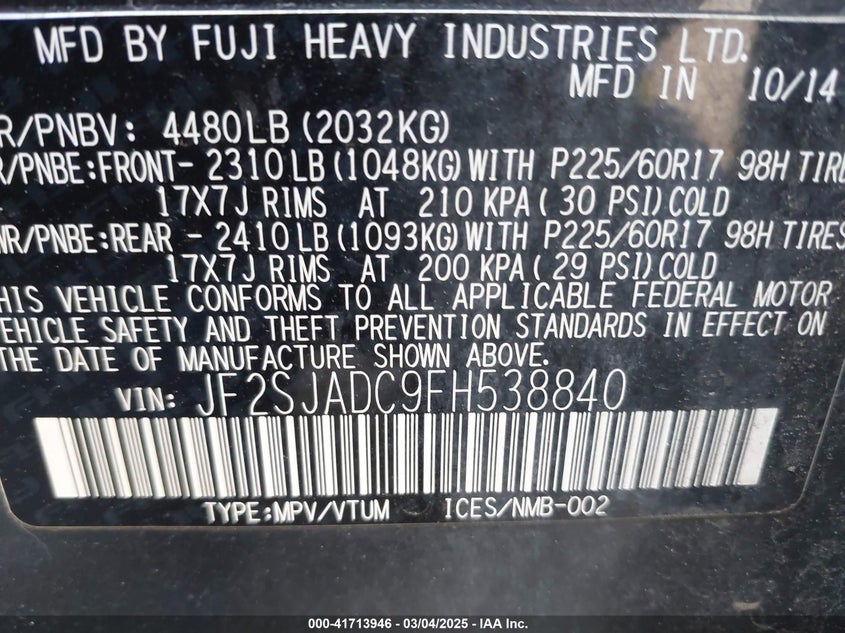 MFD BY FUJI HEAVY INDUSTRIES LTD.
MFD IN 10/14
R/PNBV: 4480LB (2032KG)
R/PNBE:FRONT- 2310LB (1048KG) WITH P225/60R17 98H TIRE
17X7J RIMS AT 210 KPA ( 30 PSI) COLD
WR/PNBE:REAR - 2410LB (1093KG) WITH P225/60R17 98H TIRES
17X7J RIMS AT 200 KPA ( 29 PSI) COLD
THIS VEHICLE CONFORMS TO ALL APPLICABLE FEDERAL MOTOR
VEHICLE SAFETY AND THEFT PREVENTION STANDARDS IN EFFECT ON
THE DATE OF MANUFACTURE SHOWN ABOVE.
VIN: JF2SJADC9FH538840
TYPE:MPV/VTUM ICES/NMB-002
000-41713946 - 03/04/2025 - IAA Inc.